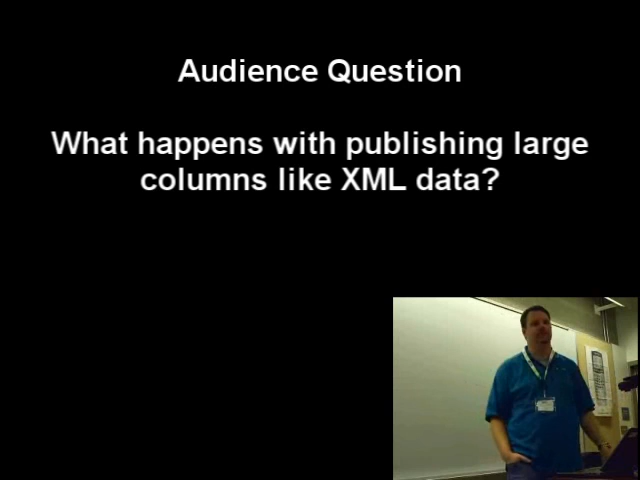 Audience Question
What happens with publishing large
columns like XML data?